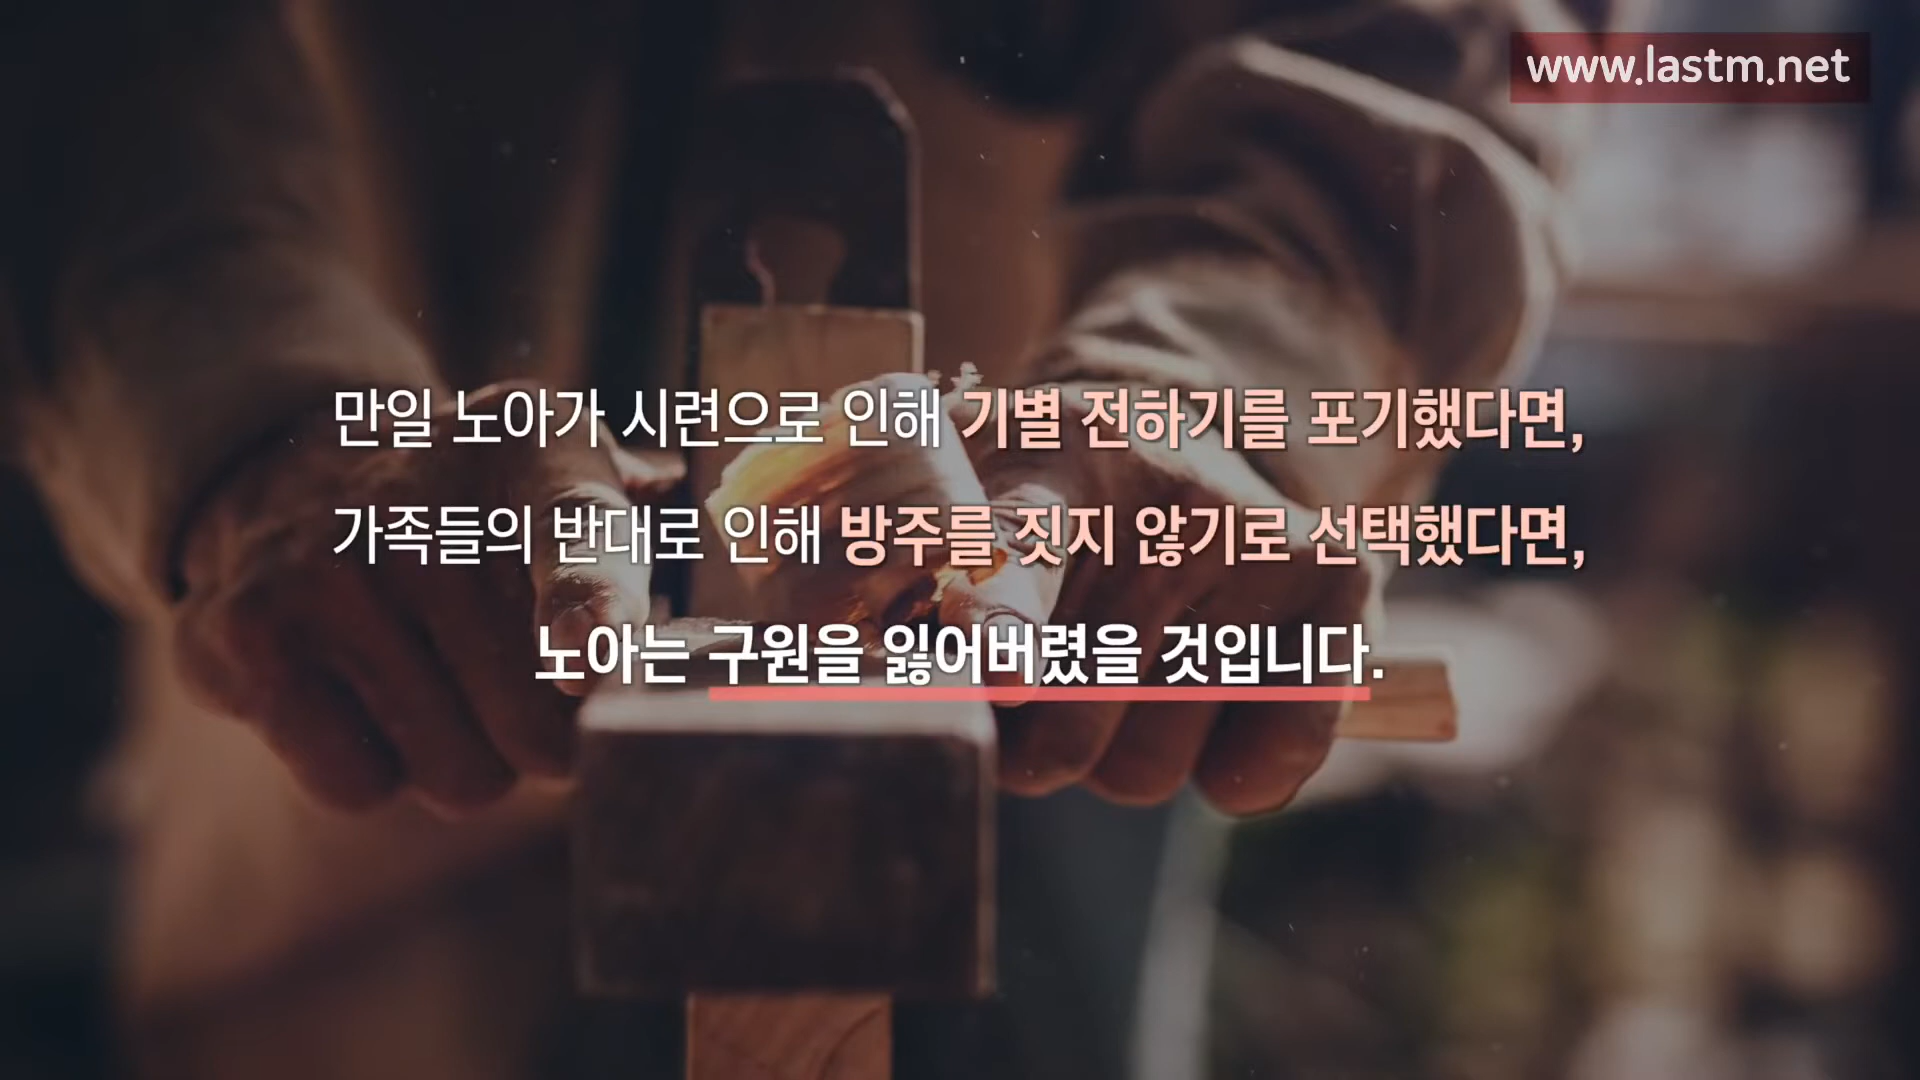 www.lastm.net
만일 노아가 시련으로 인해 기별 전하기를 포기했다면,
가족들의 반대로 인해 방주를 짓지 않기로 선택했다면,
노아는 구원을 잃어버렸을 것입니다.